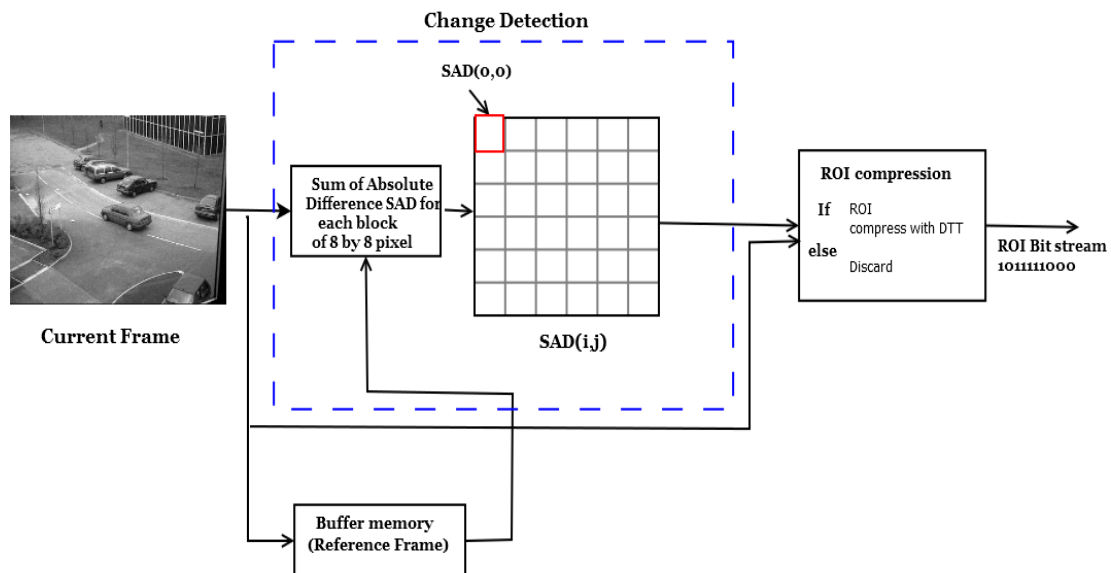 Change Detection
SAD(0,0)
Sum of Absolute
Difference SAD for
each block
of 8 by 8 pixel
ROI compression
If ROI
compress with DTT
else
Discard
ROI Bit stream
1011111000
Current Frame
SAD(i,j)
Buffer memory
(Reference Frame)